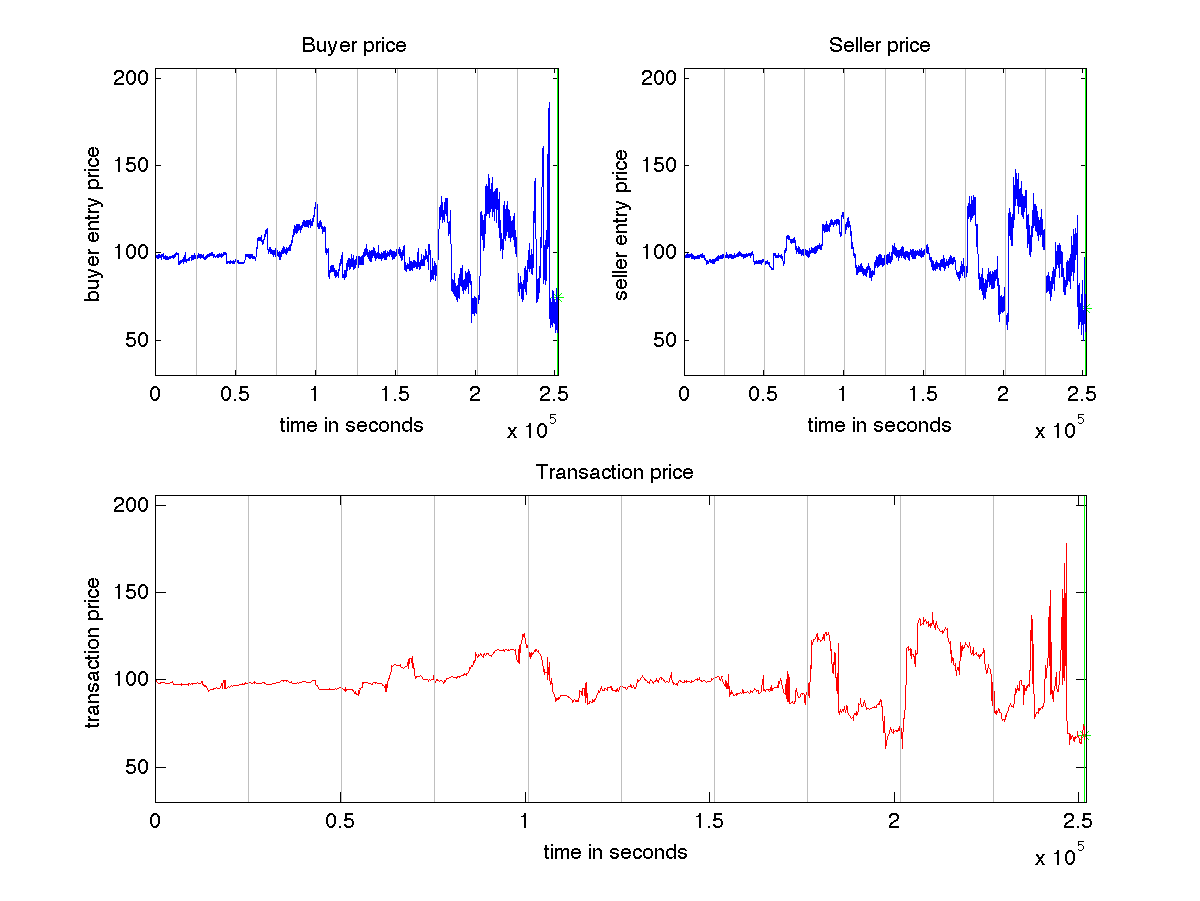 Buyer price
Seller price
buyer entry price
200
150
100
50
0 0.5 1 1.5 2 2.5
time in seconds
x 10^5
seller entry price
200
150
100
50
0 0.5 1 1.5 2 2.5
time in seconds
x 10^5
Transaction price
transaction price
200
150
100
50
0 0.5 1 1.5 2 2.5
time in seconds
x 10^5